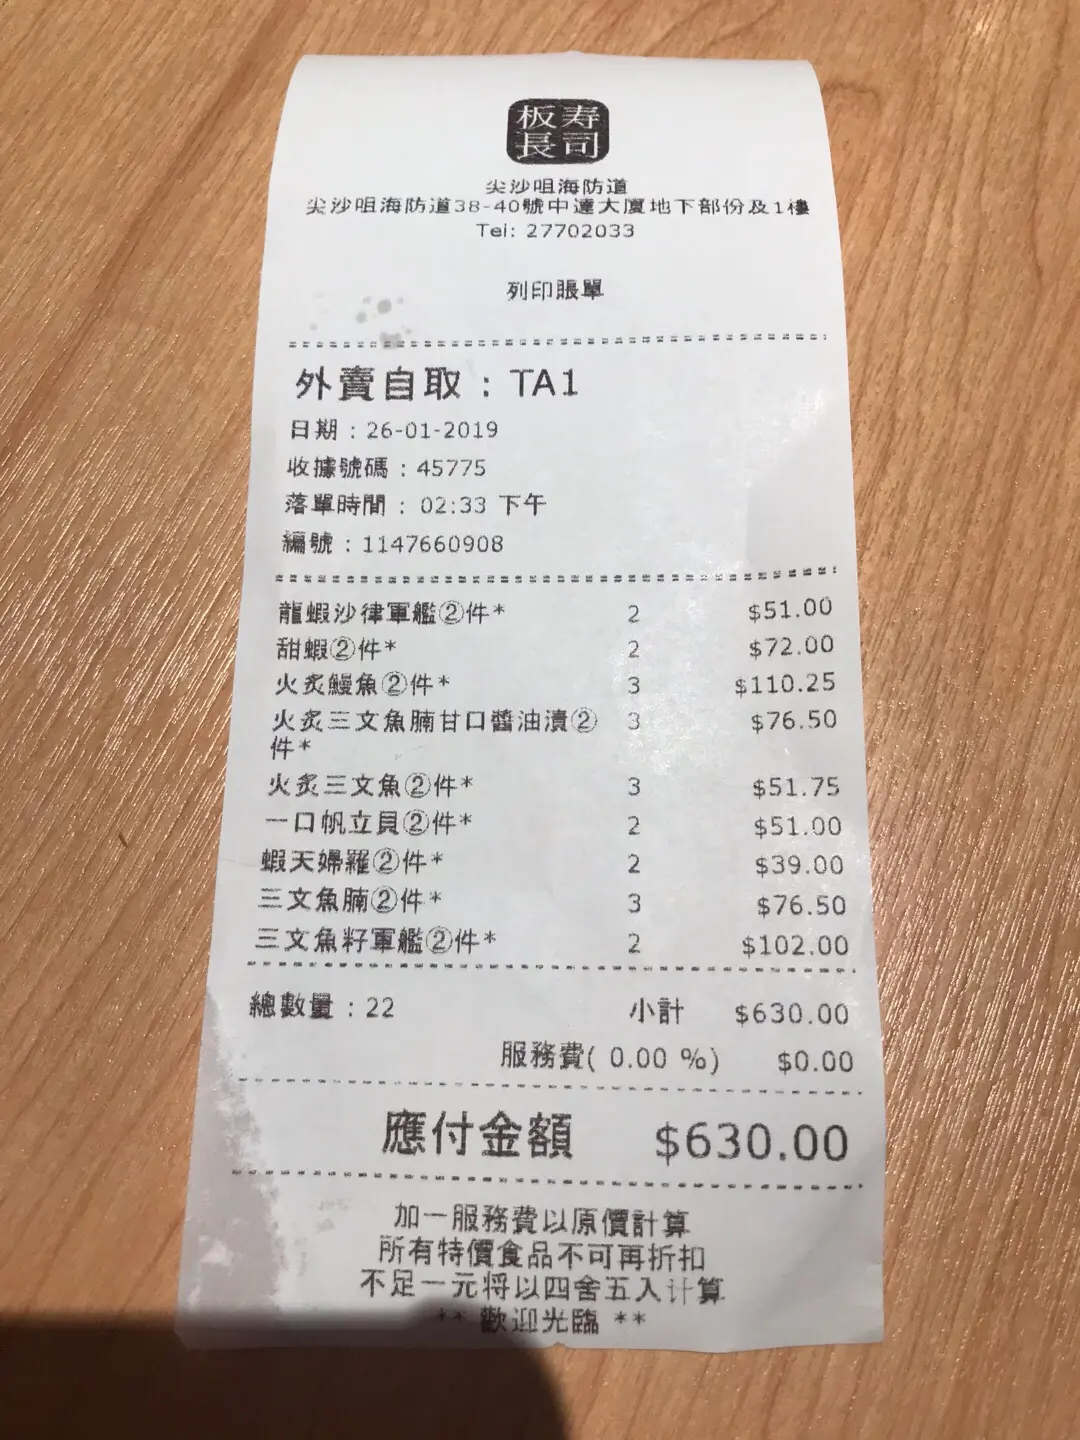 板寿
長司
尖沙咀海防道
尖沙咀海防道38-40號中達大廈地下部份及1樓
Tel: 27702033
列印賬單
外賣自取 : TA1
日期 : 26-01-2019
收據號碼 : 45775
落單時間 : 02:33 下午
編號 : 1147660908
龍蝦沙律軍艦②件* 2 $51.00
甜蝦②件* 2 $72.00
火炙鰻魚②件* 3 $110.25
火炙三文魚腩甘口醬油漬② 3 $76.50
件*
火炙三文魚②件* 3 $51.75
一口帆立貝②件* 2 $51.00
蝦天婦羅②件* 2 $39.00
三文魚腩②件* 3 $76.50
三文魚籽軍艦②件* 2 $102.00
總數量 : 22 小計 $630.00
服務費( 0.00 %) $0.00
應付金額 $630.00
加一服務費以原價計算
所有特價食品不可再折扣
不足一元将以四舍五入计算
** 歡迎光臨 **